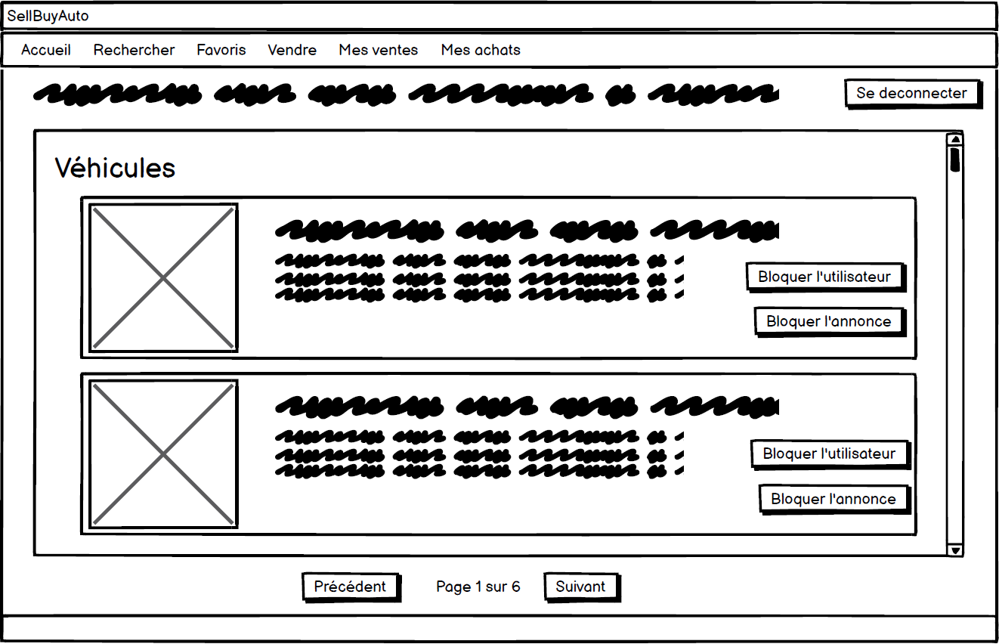 SellBuyAuto
Accueil Rechercher Favoris Vendre Mes ventes Mes achats
Se deconnecter
Véhicules
Bloquer l'utilisateur
Bloquer l'annonce
Bloquer l'utilisateur
Bloquer l'annonce
Précédent Page 1 sur 6 Suivant